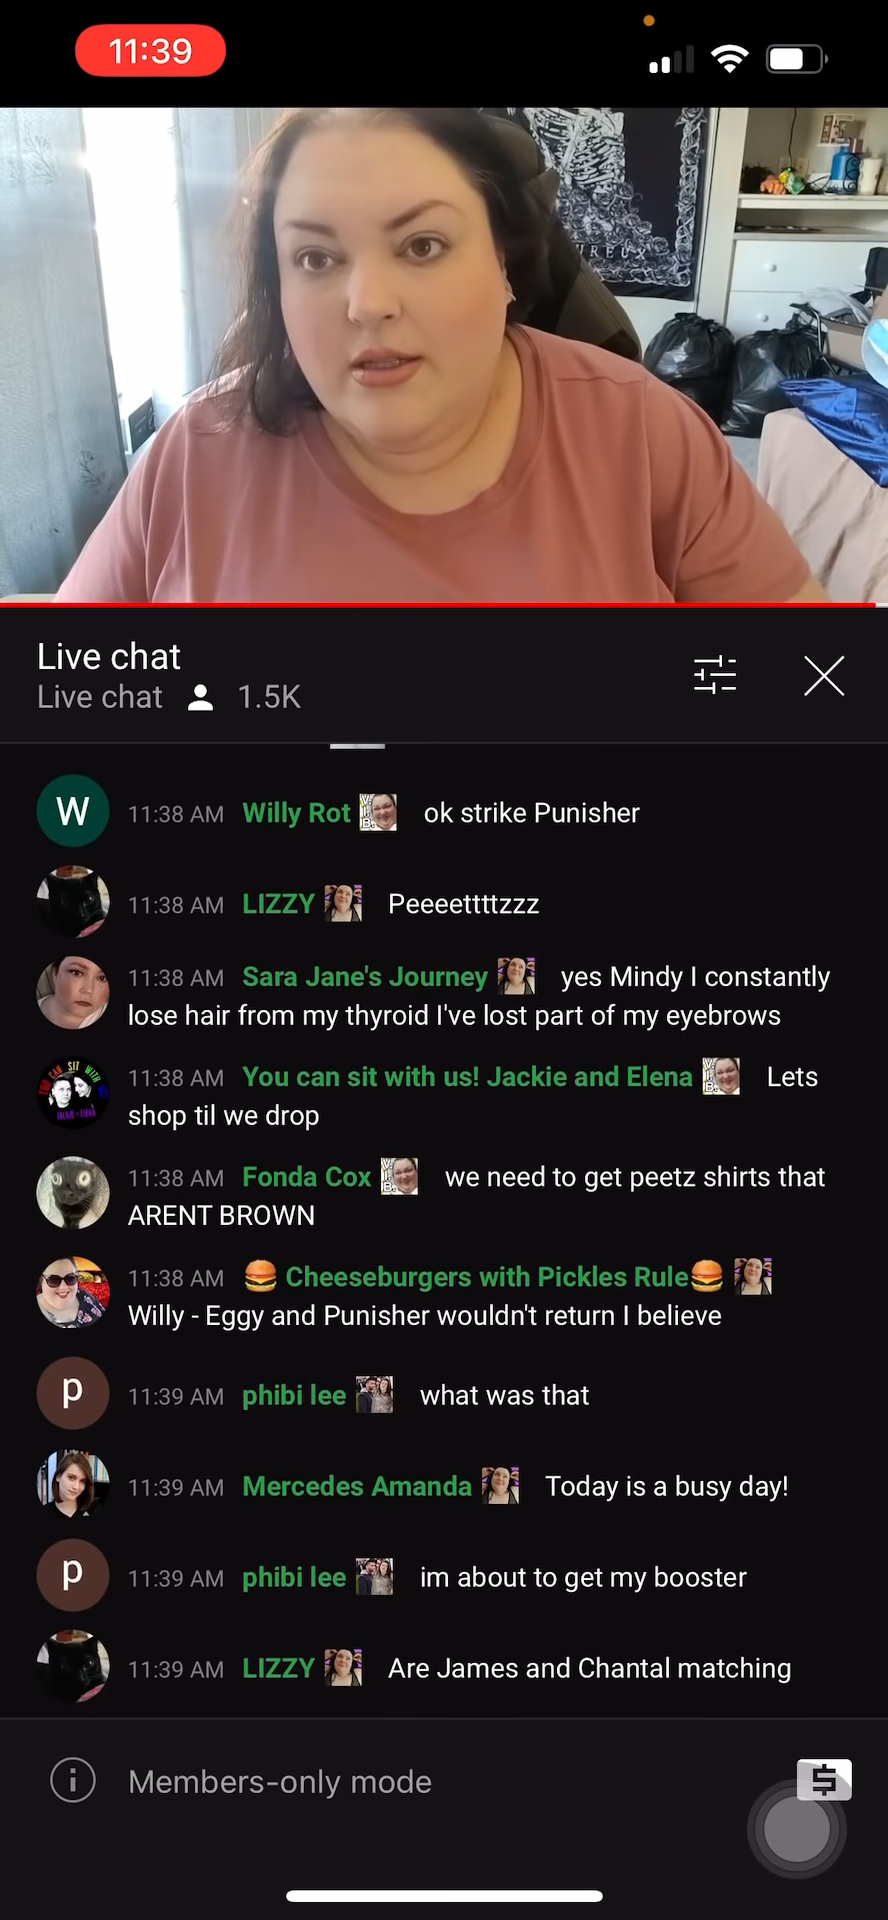 11:39
REUX
Live chat
Live chat 1.5K
W
11:38 AM Willy Rot ok strike Punisher
11:38 AM LIZZY Peeeettttzzz
11:38 AM Sara Jane's Journey yes Mindy I constantly
lose hair from my thyroid I've lost part of my eyebrows
11:38 AM You can sit with us! Jackie and Elena Lets
shop til we drop
11:38 AM Fonda Cox we need to get peetz shirts that
ARENT BROWN
11:38 AM 🍔 Cheeseburgers with Pickles Rule🍔
Willy - Eggy and Punisher wouldn't return I believe
p
11:39 AM phibi lee what was that
11:39 AM Mercedes Amanda Today is a busy day!
p
11:39 AM phibi lee im about to get my booster
11:39 AM LIZZY Are James and Chantal matching
Members-only mode
$